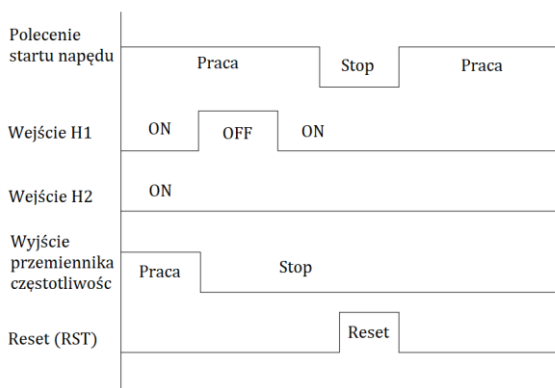 Polecenie
startu napędu
Praca
Stop
Praca
Wejście H1
ON
OFF
ON
Wejście H2
ON
Wyjście
przemiennika
częstotliwośc
Praca
Stop
Reset (RST)
Reset